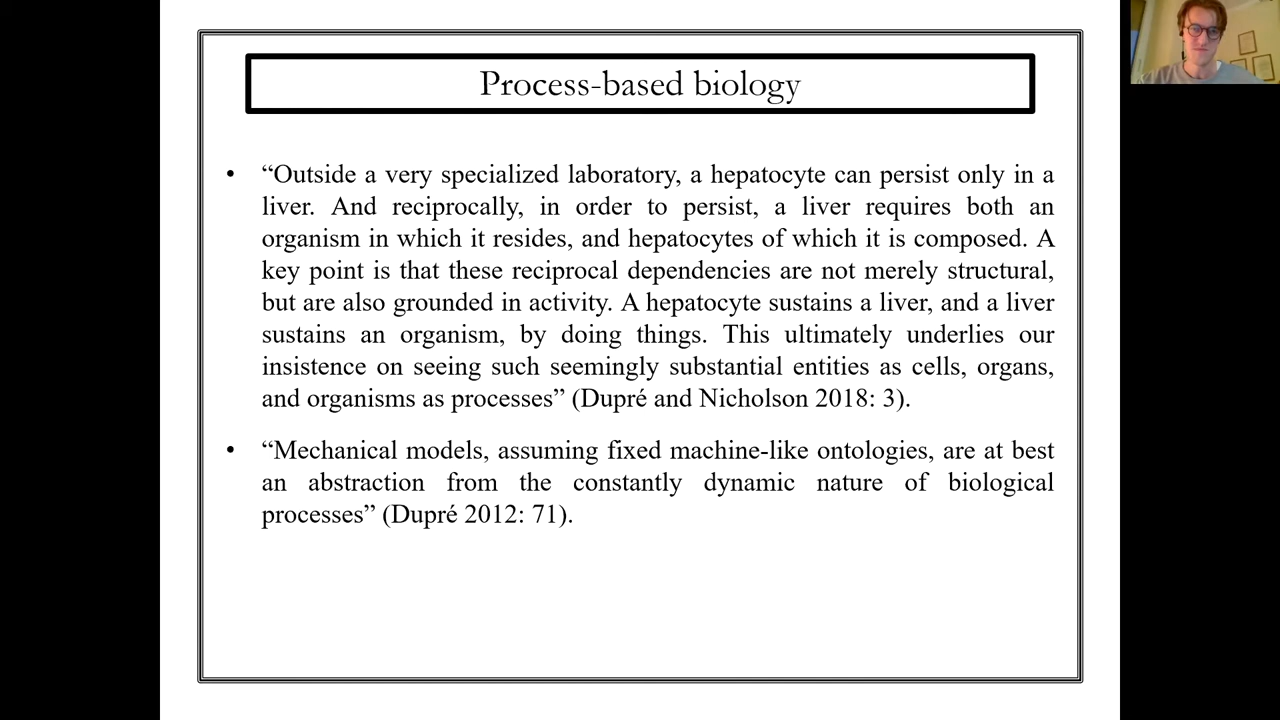 Process-based biology
• “Outside a very specialized laboratory, a hepatocyte can persist only in a
liver. And reciprocally, in order to persist, a liver requires both an
organism in which it resides, and hepatocytes of which it is composed. A
key point is that these reciprocal dependencies are not merely structural,
but are also grounded in activity. A hepatocyte sustains a liver, and a liver
sustains an organism, by doing things. This ultimately underlies our
insistence on seeing such seemingly substantial entities as cells, organs,
and organisms as processes” (Dupré and Nicholson 2018: 3).
• “Mechanical models, assuming fixed machine-like ontologies, are at best
an abstraction from the constantly dynamic nature of biological
processes” (Dupré 2012: 71).